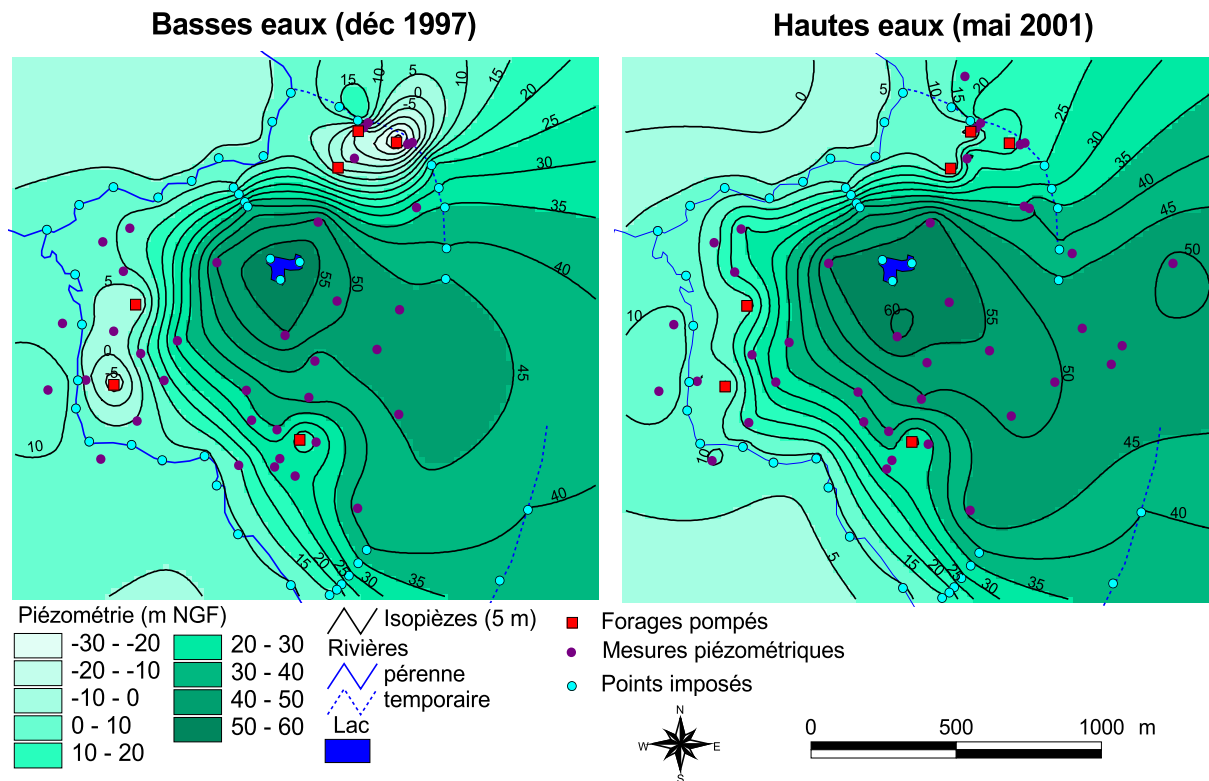 Basses eaux (déc 1997)
Hautes eaux (mai 2001)
15
10
5
0
-5
10
15
20
25
30
35
40
45
50
55
5
0
-5
10
40
35
30
25
20
15
0
5
10
15
20
25
30
35
40
45
50
55
60
50
10
10
45
40
35
30
25
20
15
5
Piézométrie (m NGF)
-30 - -20
-20 - -10
-10 - 0
0 - 10
10 - 20
20 - 30
30 - 40
40 - 50
50 - 60
Isopièzes (5 m)
Rivières
pérenne
temporaire
Lac
Forages pompés
Mesures piézométriques
Points imposés
N
W
E
S
0
500
1000 m